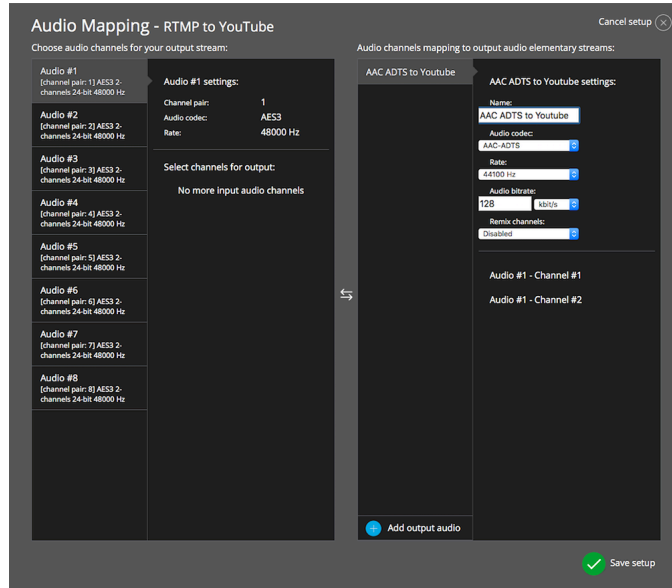 Audio Mapping - RTMP to YouTube
Cancel setup
Choose audio channels for your output stream:
Audio #1
[channel pair: 1] AES3 2-
channels 24-bit 48000 Hz
Audio #2
[channel pair: 2] AES3 2-
channels 24-bit 48000 Hz
Audio #3
[channel pair: 3] AES3 2-
channels 24-bit 48000 Hz
Audio #4
[channel pair: 4] AES3 2-
channels 24-bit 48000 Hz
Audio #5
[channel pair: 5] AES3 2-
channels 24-bit 48000 Hz
Audio #6
[channel pair: 6] AES3 2-
channels 24-bit 48000 Hz
Audio #7
[channel pair: 7] AES3 2-
channels 24-bit 48000 Hz
Audio #8
[channel pair: 8] AES3 2-
channels 24-bit 48000 Hz
Audio #1 settings:
Channel pair: 1
Audio codec: AES3
Rate: 48000 Hz
Select channels for output:
No more input audio channels
Audio channels mapping to output audio elementary streams:
AAC ADTS to Youtube
Add output audio
AAC ADTS to Youtube settings:
Name:
AAC ADTS to Youtube
Audio codec:
AAC-ADTS
Rate:
44100 Hz
Audio bitrate:
128 kbit/s
Remix channels:
Disabled
Audio #1 - Channel #1
Audio #1 - Channel #2
Save setup